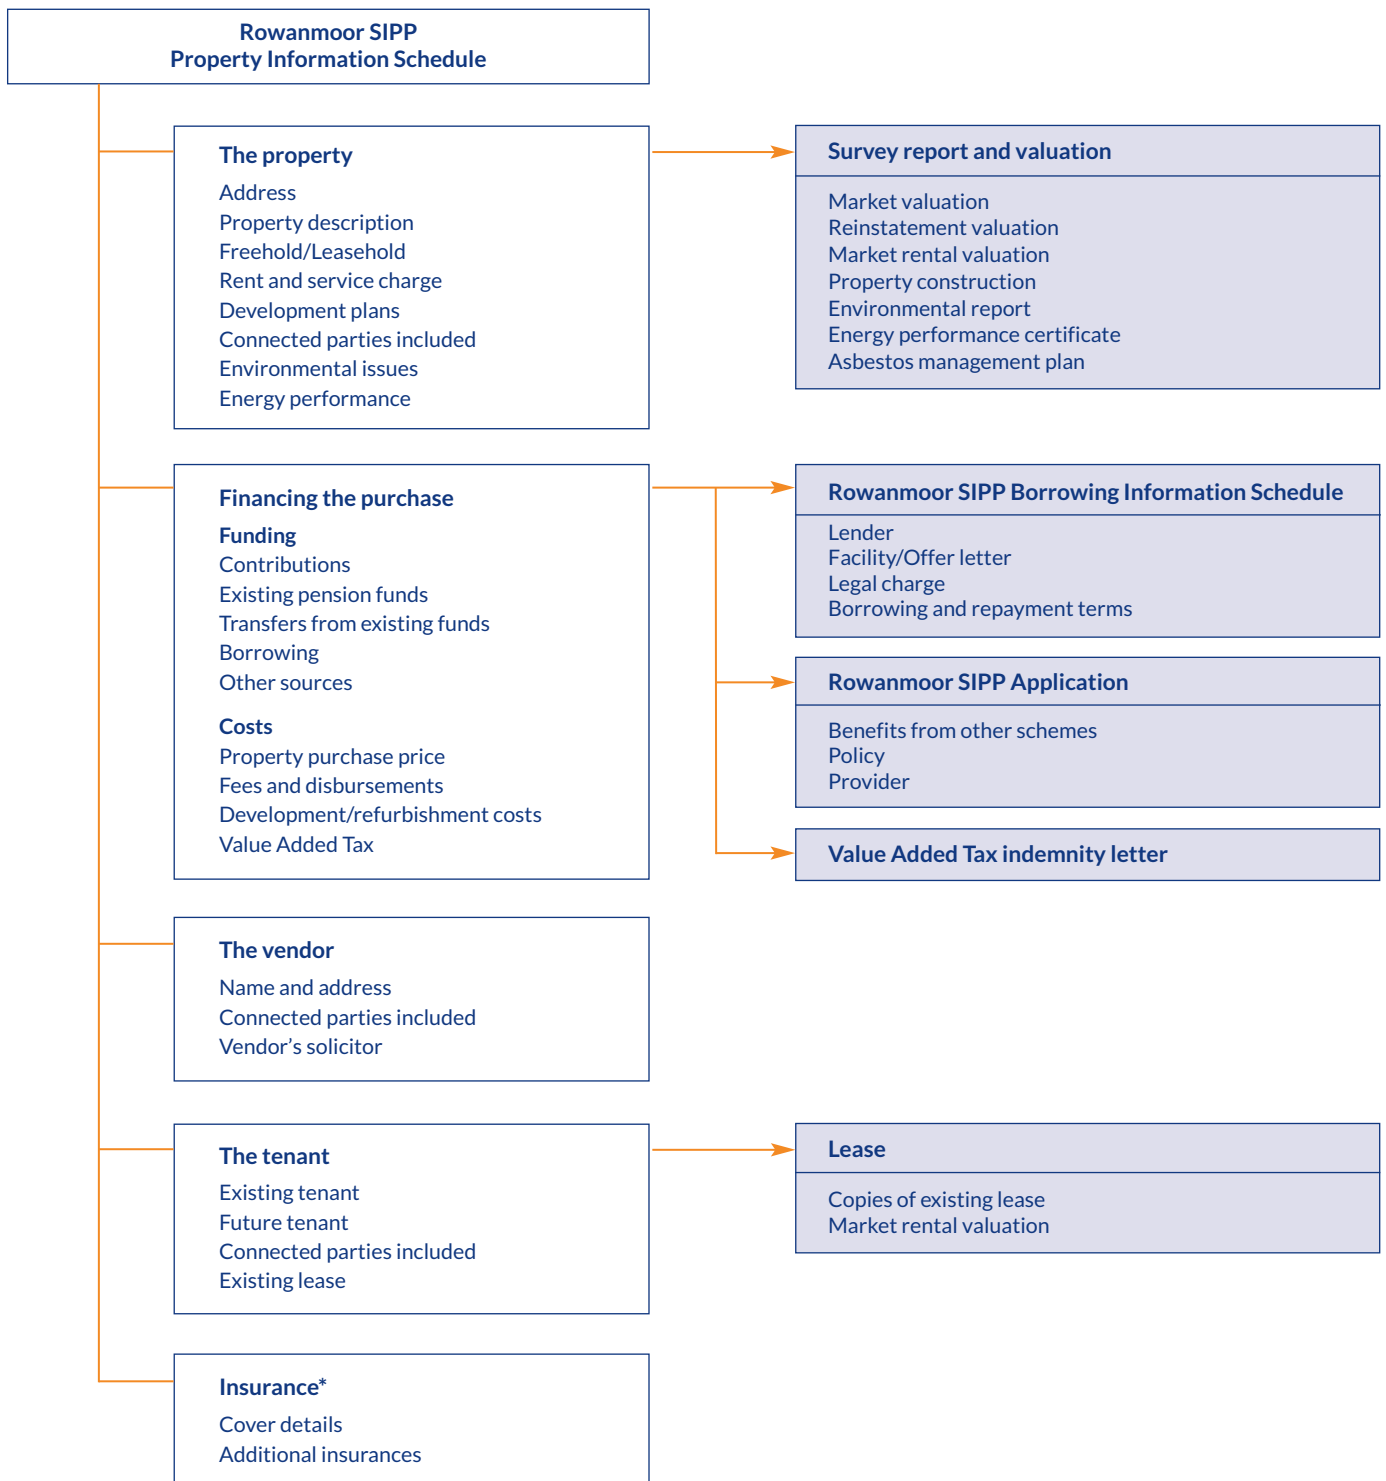 Rowanmoor SIPP
Property Information Schedule
The property
Address
Property description
Freehold/Leasehold
Rent and service charge
Development plans
Connected parties included
Environmental issues
Energy performance
Survey report and valuation
Market valuation
Reinstatement valuation
Market rental valuation
Property construction
Environmental report
Energy performance certificate
Asbestos management plan
Financing the purchase
Funding
Contributions
Existing pension funds
Transfers from existing funds
Borrowing
Other sources
Costs
Property purchase price
Fees and disbursements
Development/refurbishment costs
Value Added Tax
Rowanmoor SIPP Borrowing Information Schedule
Lender
Facility/Offer letter
Legal charge
Borrowing and repayment terms
Rowanmoor SIPP Application
Benefits from other schemes
Policy
Provider
Value Added Tax indemnity letter
The vendor
Name and address
Connected parties included
Vendor’s solicitor
The tenant
Existing tenant
Future tenant
Connected parties included
Existing lease
Lease
Copies of existing lease
Market rental valuation
Insurance*
Cover details
Additional insurances